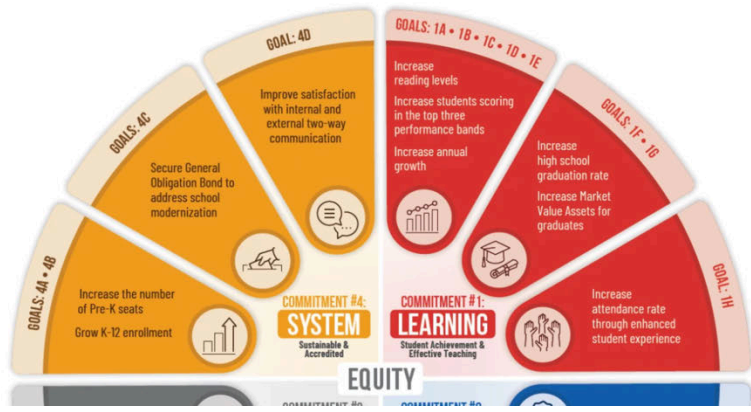 GOAL: 4D
Improve satisfaction
with internal and
external two-way
communication
GOALS: 4C
Secure General
Obligation Bond to
address school
modernization
GOALS: 4A • 4B
Increase the number
of Pre-K seats
Grow K-12 enrollment
COMMITMENT #4:
SYSTEM
Sustainable &
Accredited
GOALS: 1A • 1B • 1C • 1D • 1E
Increase
reading levels
Increase students scoring
in the top three
performance bands
Increase annual
growth
GOALS: 1F • 1G
Increase
high school
graduation rate
Increase Market
Value Assets for
graduates
GOAL: 1H
Increase
attendance rate
through enhanced
student experience
COMMITMENT #1:
LEARNING
Student Achievement &
Effective Teaching
EQUITY